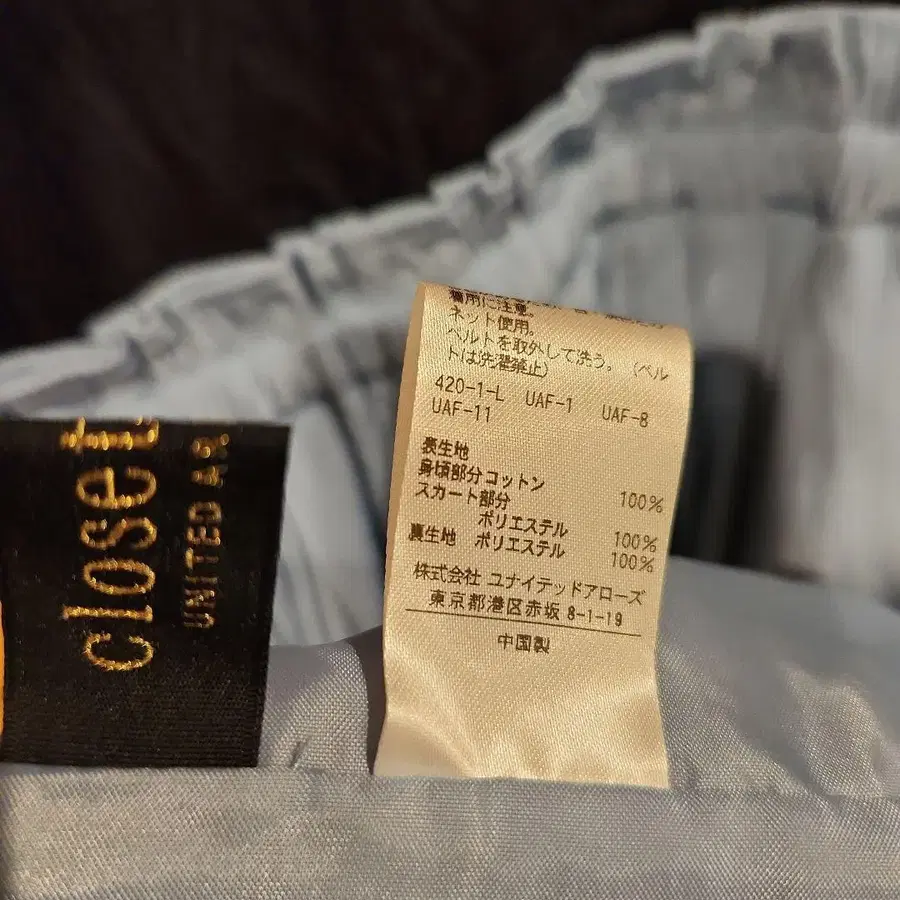 closet
UNITED AR
着用に注意。
ネット使用。
ベルトを取外して洗う。（ベル
トは洗濯禁止）
420-1-L UAF-1 UAF-8
UAF-11
表生地
身頃部分コットン 100%
スカート部分
ポリエステル 100%
裏生地 ポリエステル 100%
株式会社 ユナイテッドアローズ
東京都港区赤坂 8-1-19
中国製